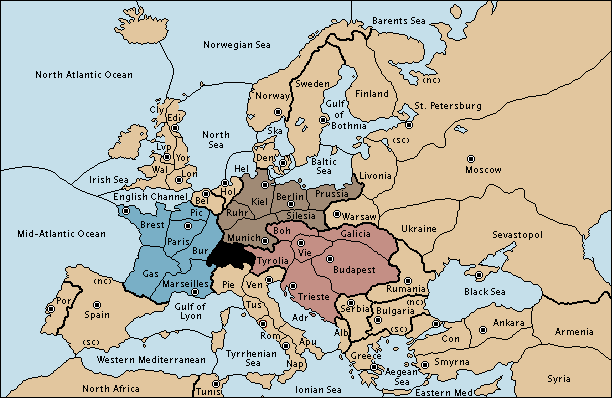 Barents Sea
Norwegian Sea
North Atlantic Ocean
(nc)
Sweden
Finland
Norway
Cly
Edi
Gulf
of
Bothnia
St. Petersburg
Ska
North
Sea
(sc)
Lvp
Yor
Den
Baltic
Sea
Moscow
Wal
Lon
Hel
Livonia
Irish Sea
English Channel
Hol
Bel
Kiel
Berlin
Prussia
Pic
Ruhr
Silesia
Warsaw
Brest
Mid-Atlantic Ocean
Paris
Munich
Boh
Galicia
Ukraine
Sevastopol
Bur
Vie
Tyrolia
Budapest
Gas
Marseilles
(nc)
Pie
Ven
Rumania
Black Sea
Por
Spain
Gulf of
Lyon
Tus
Trieste
Serbia
(nc)
Bulgaria
Adr
(sc)
Rom
Apu
Alb
(sc)
Con
Ankara
Armenia
Western Mediterranean
Tyrrhenian
Sea
Nap
Greece
Aegean
Sea
Smyrna
North Africa
Tunis
Ionian Sea
Eastern Med
Syria